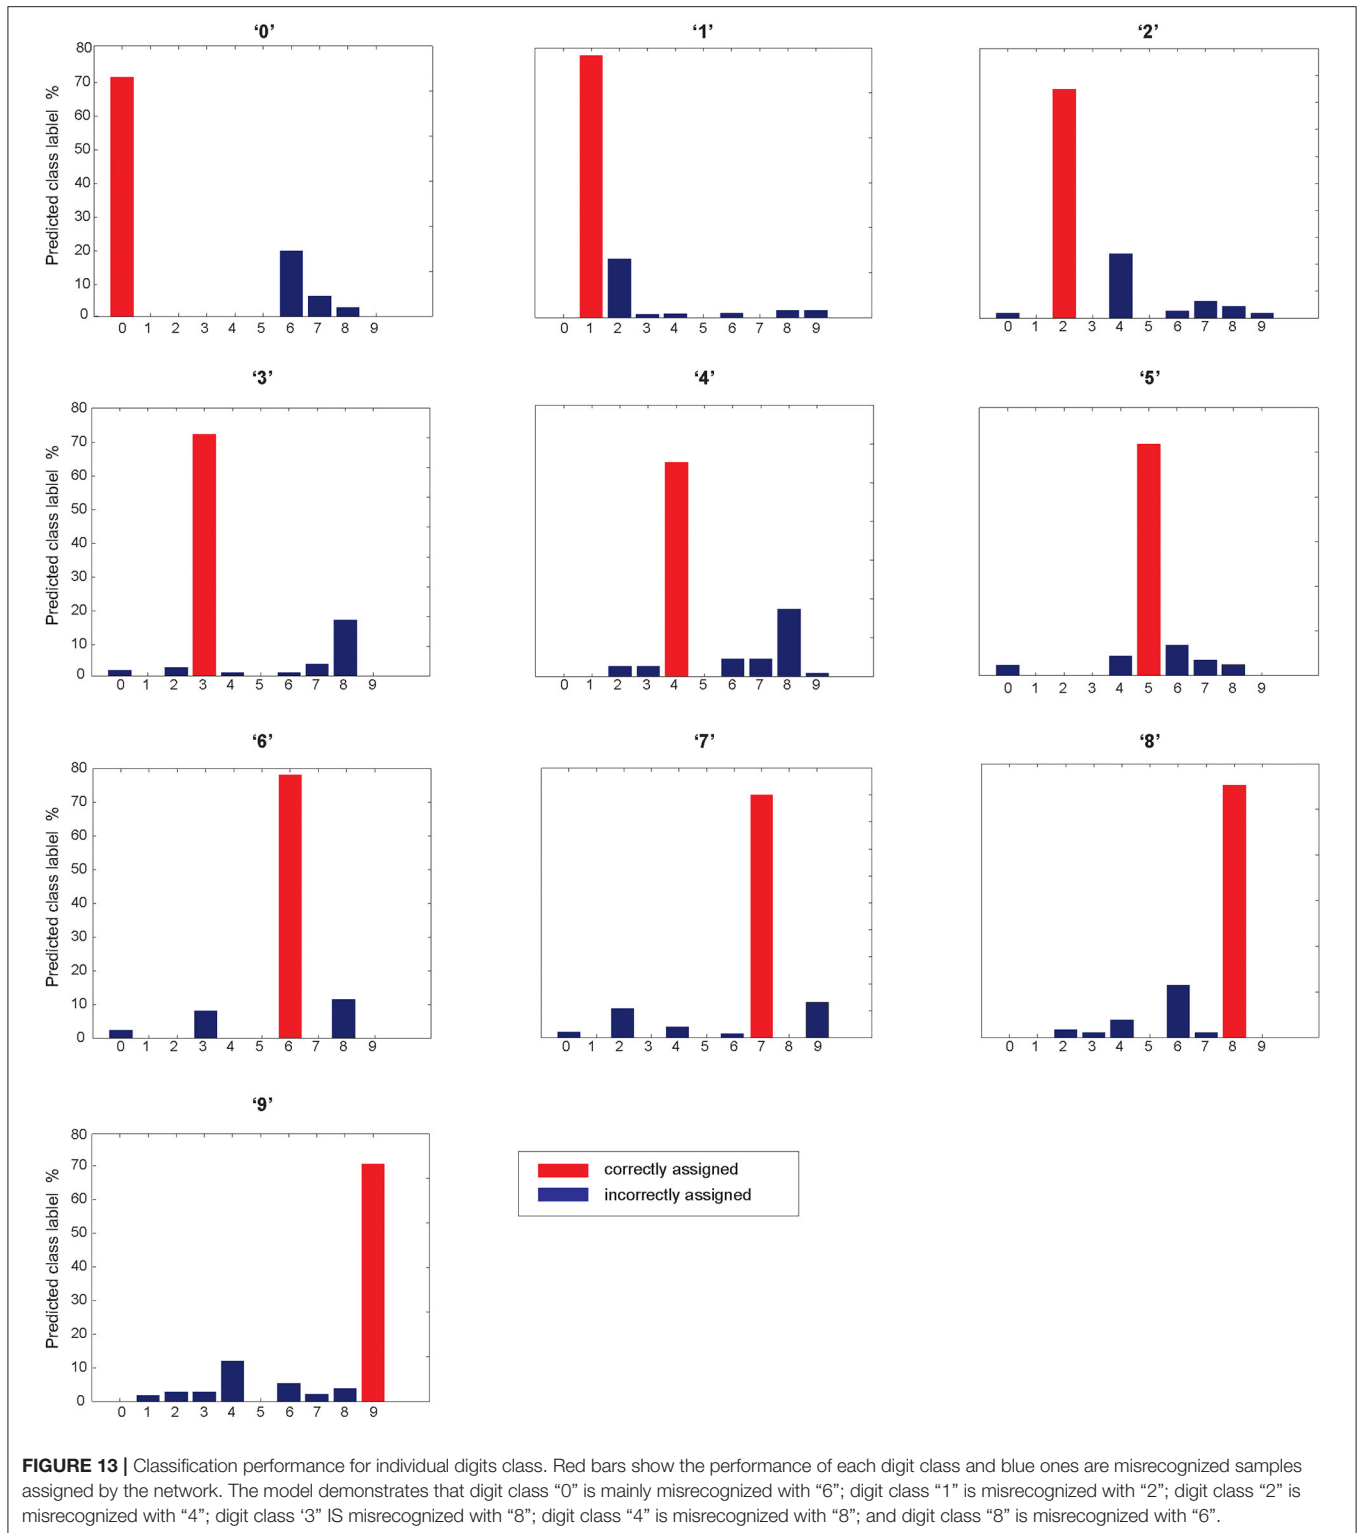 ‘0’ ‘1’ ‘2’
Predicted class lablel %
80
70
60
50
40
30
20
10
0
0 1 2 3 4 5 6 7 8 9
0 1 2 3 4 5 6 7 8 9
0 1 2 3 4 5 6 7 8 9
‘3’ ‘4’ ‘5’
Predicted class lablel %
80
70
60
50
40
30
20
10
0
0 1 2 3 4 5 6 7 8 9
0 1 2 3 4 5 6 7 8 9
0 1 2 3 4 5 6 7 8 9
‘6’ ‘7’ ‘8’
Predicted class lablel %
80
70
60
50
40
30
20
10
0
0 1 2 3 4 5 6 7 8 9
0 1 2 3 4 5 6 7 8 9
0 1 2 3 4 5 6 7 8 9
‘9’
Predicted class lablel %
80
70
60
50
40
30
20
10
0
0 1 2 3 4 5 6 7 8 9
correctly assigned
incorrectly assigned
FIGURE 13 | Classification performance for individual digits class. Red bars show the performance of each digit class and blue ones are misrecognized samples
assigned by the network. The model demonstrates that digit class “0” is mainly misrecognized with “6”; digit class “1” is misrecognized with “2”; digit class “2” is
misrecognized with “4”; digit class ‘3” IS misrecognized with “8”; digit class “4” is misrecognized with “8”; and digit class “8” is misrecognized with “6”.